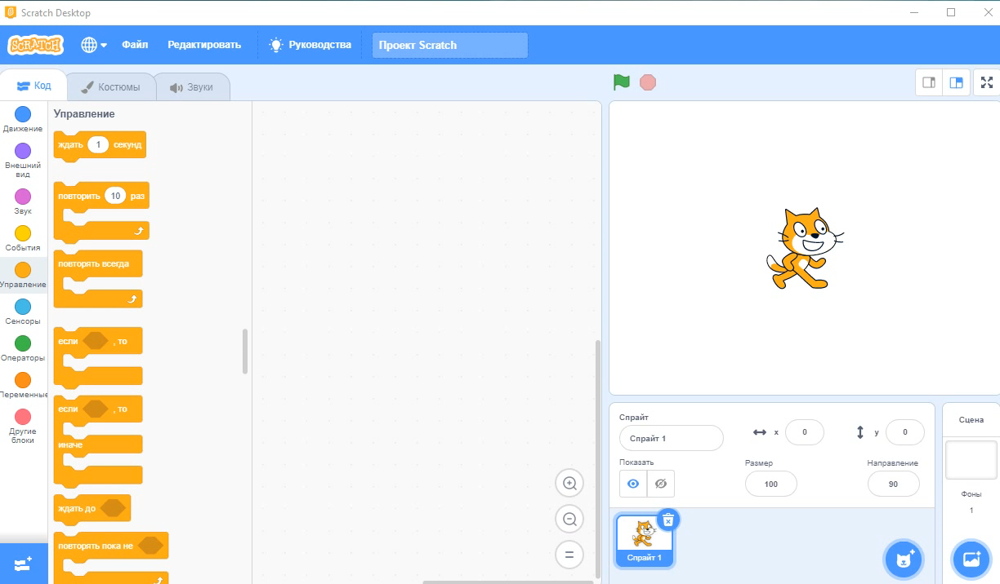 Scratch Desktop
SCRATCH
Файл
Редактировать
Руководства
Проект Scratch
Код
Костюмы
Звуки
Движение
Внешний
вид
Звук
События
Управление
Сенсоры
Операторы
Переменные
Другие
блоки
Управление
ждать 1 секунд
повторить 10 раз
повторять всегда
если , то
если , то
иначе
ждать до
повторять пока не
Спрайт
Спрайт 1
x 0
y 0
Показать
Размер
100
Направление
90
Спрайт 1
Сцена
Фоны
1